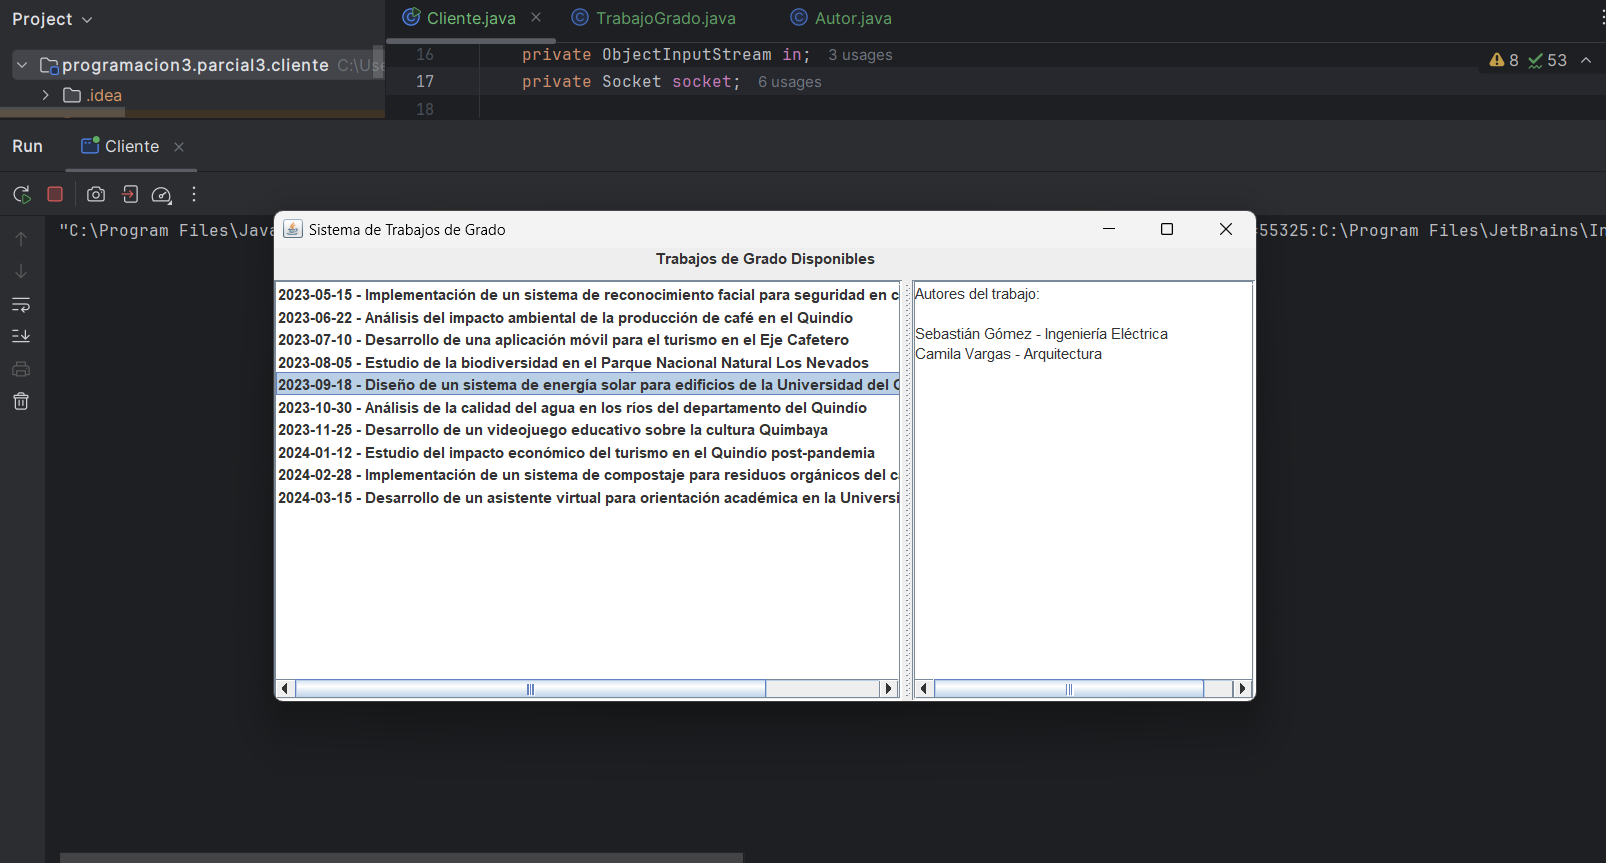 Project
Cliente.java
TrabajoGrado.java
Autor.java
programacion3.parcial3.cliente C:\Use
.idea
16 private ObjectInputStream in; 3 usages
17 private Socket socket; 6 usages
18
8 53
Run
Cliente
"C:\Program Files\Java
55325:C:\Program Files\JetBrains\In
Sistema de Trabajos de Grado
Trabajos de Grado Disponibles
2023-05-15 - Implementación de un sistema de reconocimiento facial para seguridad en c
2023-06-22 - Análisis del impacto ambiental de la producción de café en el Quindío
2023-07-10 - Desarrollo de una aplicación móvil para el turismo en el Eje Cafetero
2023-08-05 - Estudio de la biodiversidad en el Parque Nacional Natural Los Nevados
2023-09-18 - Diseño de un sistema de energía solar para edificios de la Universidad del Q
2023-10-30 - Análisis de la calidad del agua en los ríos del departamento del Quindío
2023-11-25 - Desarrollo de un videojuego educativo sobre la cultura Quimbaya
2024-01-12 - Estudio del impacto económico del turismo en el Quindío post-pandemia
2024-02-28 - Implementación de un sistema de compostaje para residuos orgánicos del c
2024-03-15 - Desarrollo de un asistente virtual para orientación académica en la Universi
Autores del trabajo:
Sebastián Gómez - Ingeniería Eléctrica
Camila Vargas - Arquitectura